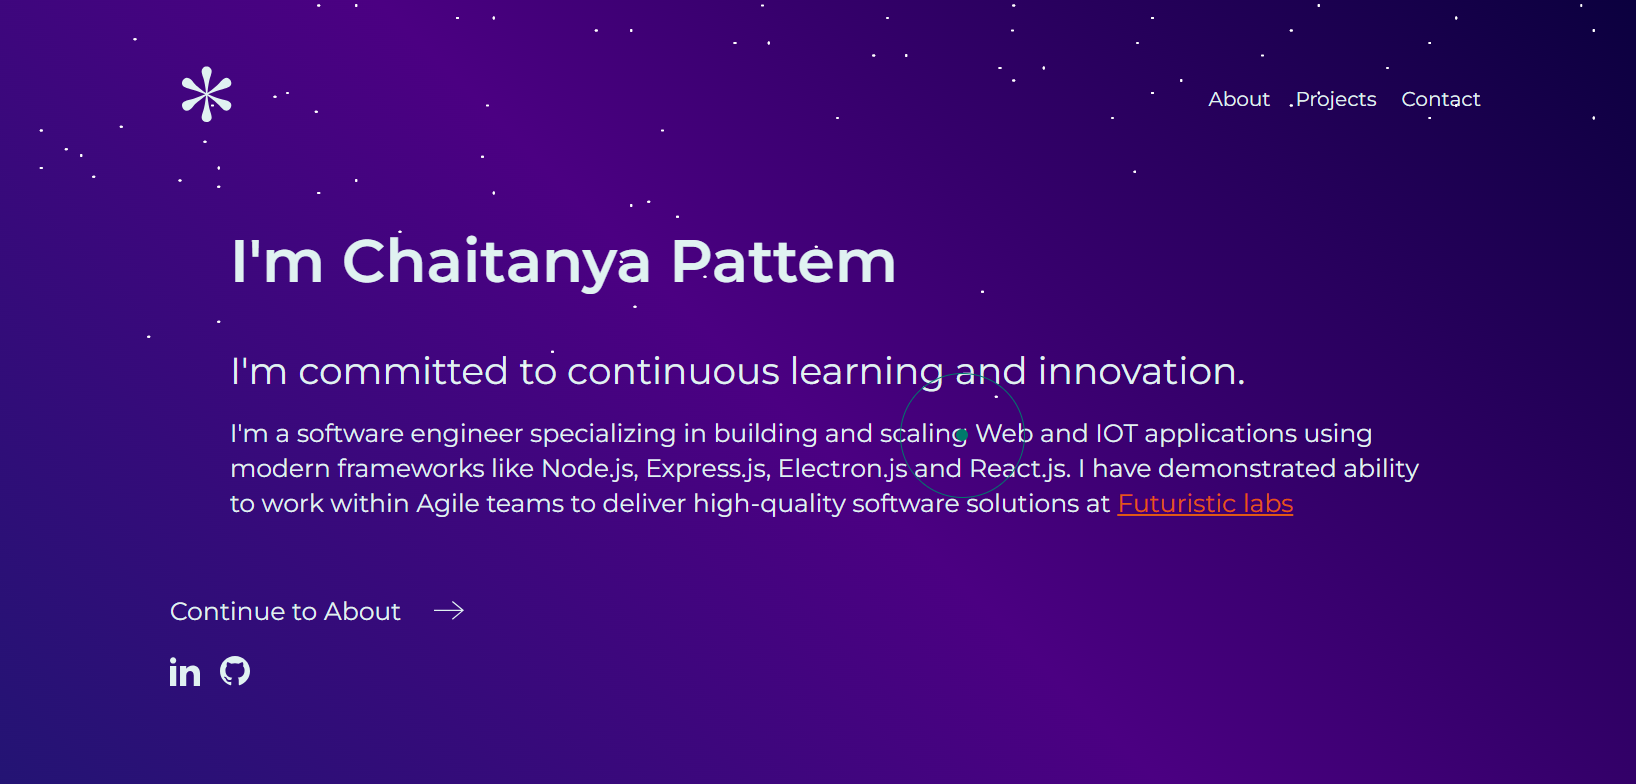 About Projects Contact
I'm Chaitanya Pattem
I'm committed to continuous learning and innovation.
I'm a software engineer specializing in building and scaling Web and IOT applications using
modern frameworks like Node.js, Express.js, Electron.js and React.js. I have demonstrated ability
to work within Agile teams to deliver high-quality software solutions at Futuristic labs
Continue to About
in